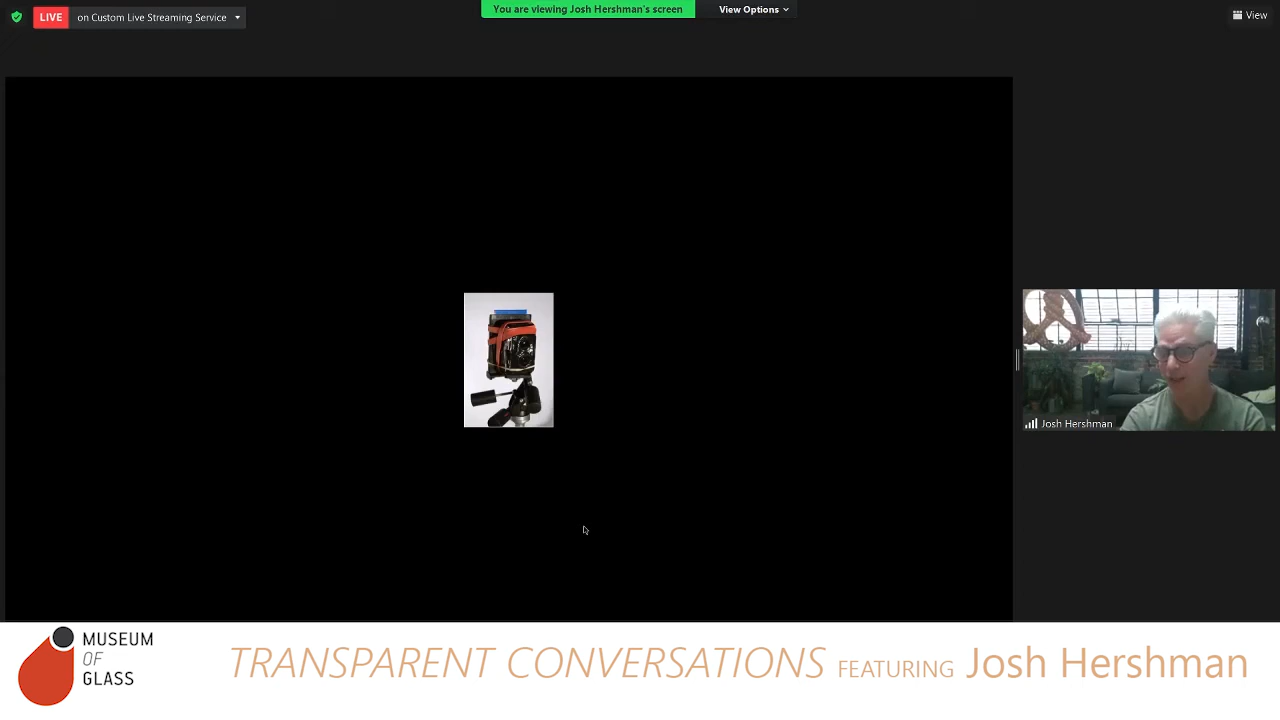 LIVE on Custom Live Streaming Service
You are viewing Josh Hershman's screen
View Options
View
Josh Hershman
MUSEUM
OF
GLASS
TRANSPARENT CONVERSATIONS FEATURING Josh Hershman